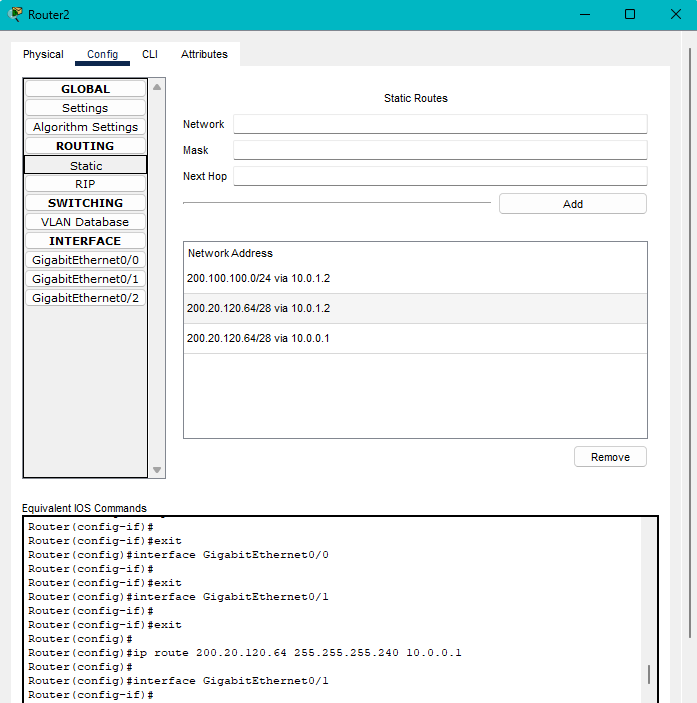 Router2
Physical Config CLI Attributes
GLOBAL
Settings
Algorithm Settings
ROUTING
Static
RIP
SWITCHING
VLAN Database
INTERFACE
GigabitEthernet0/0
GigabitEthernet0/1
GigabitEthernet0/2
Static Routes
Network
Mask
Next Hop
Add
Network Address
200.100.100.0/24 via 10.0.1.2
200.20.120.64/28 via 10.0.1.2
200.20.120.64/28 via 10.0.0.1
Remove
Equivalent IOS Commands
Router(config-if)#
Router(config-if)#exit
Router(config)#interface GigabitEthernet0/0
Router(config-if)#
Router(config-if)#exit
Router(config)#interface GigabitEthernet0/1
Router(config-if)#
Router(config-if)#exit
Router(config)#
Router(config)#ip route 200.20.120.64 255.255.255.240 10.0.0.1
Router(config)#
Router(config)#interface GigabitEthernet0/1
Router(config-if)#